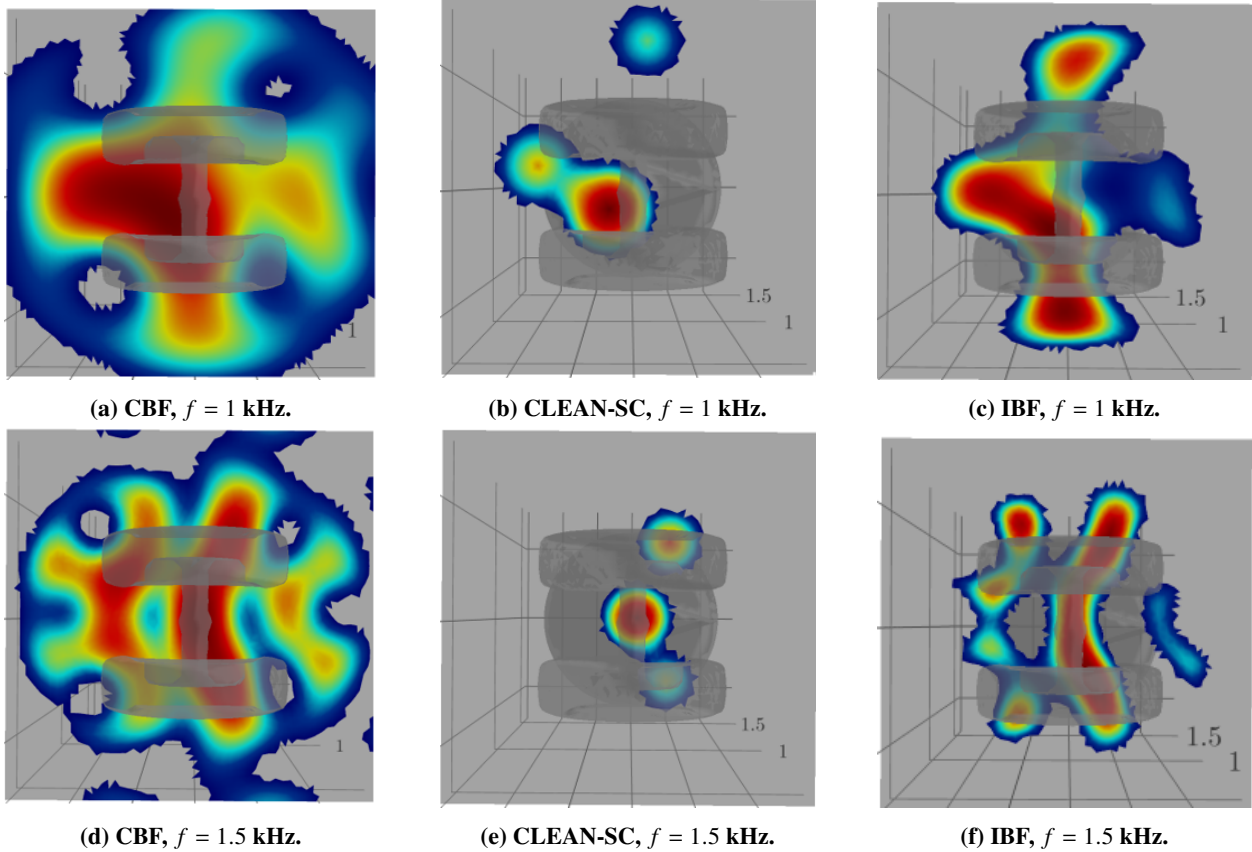 1
1.5
1
1.5
1
(a) CBF, f = 1 kHz.
(b) CLEAN-SC, f = 1 kHz.
(c) IBF, f = 1 kHz.
1
1.5
1
1.5
1
(d) CBF, f = 1.5 kHz.
(e) CLEAN-SC, f = 1.5 kHz.
(f) IBF, f = 1.5 kHz.